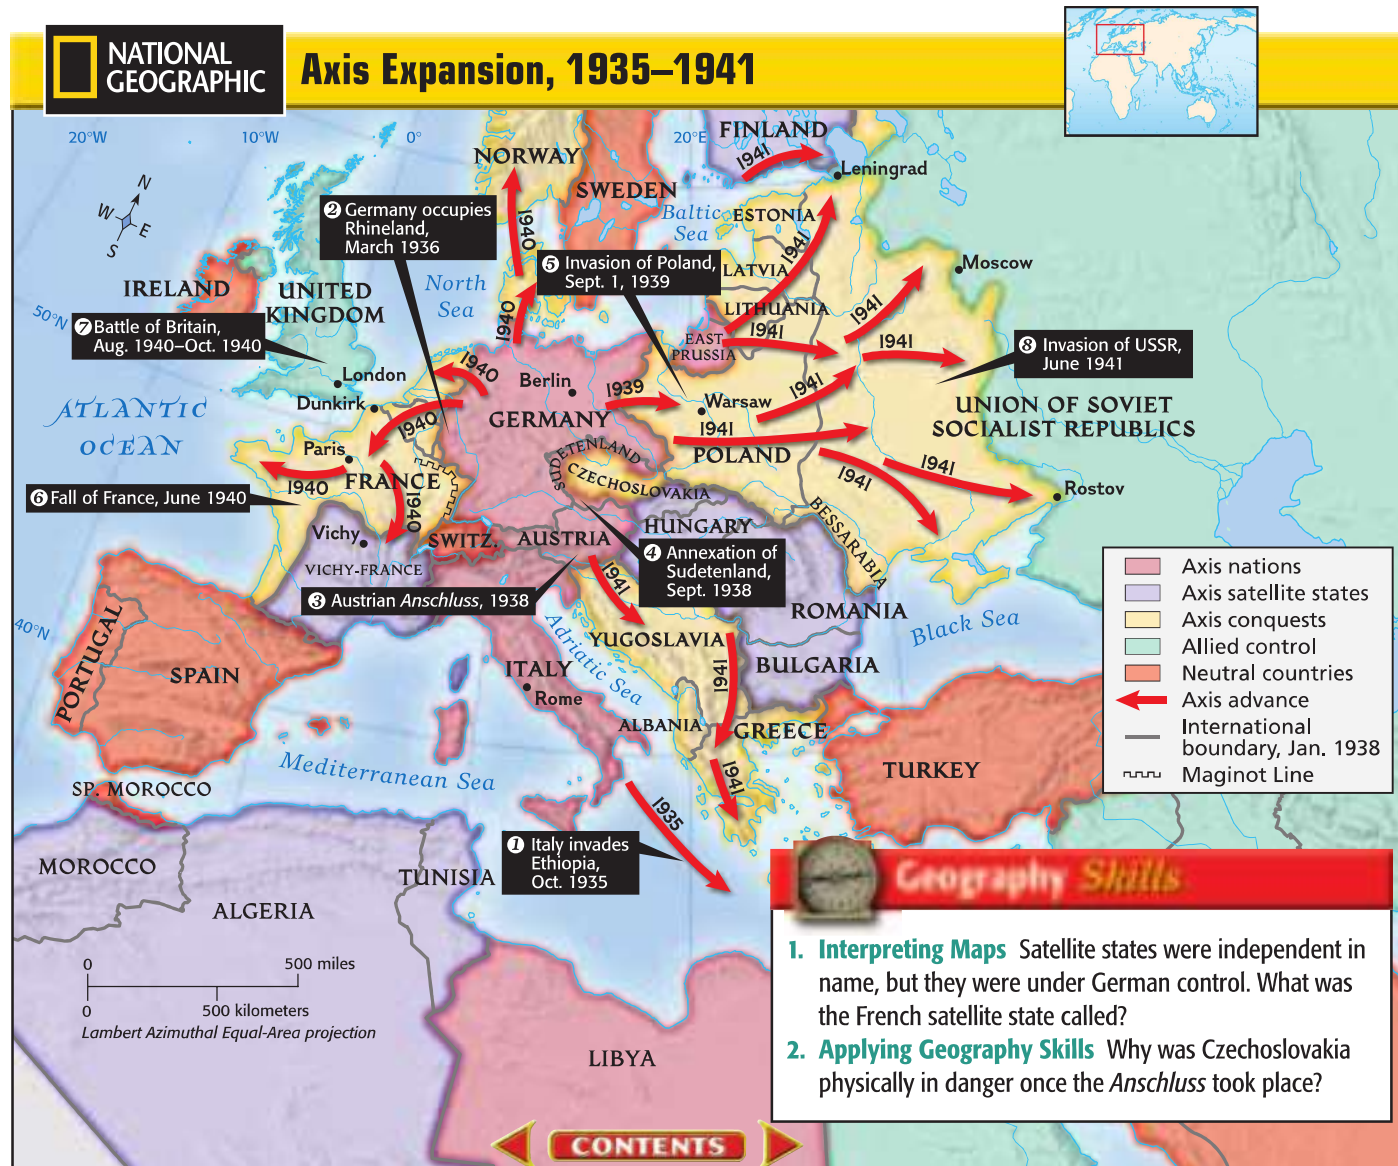 NATIONAL
GEOGRAPHIC
Axis Expansion, 1935–1941
20°W
10°W
0°
20°E
50°N
40°N
N
W
E
S
FINLAND
1941
Leningrad
NORWAY
SWEDEN
Baltic
Sea
ESTONIA
1941
LATVIA
LITHUANIA
Moscow
❷ Germany occupies
Rhineland,
March 1936
1940
❺ Invasion of Poland,
Sept. 1, 1939
North
Sea
1940
IRELAND
UNITED
KINGDOM
❼ Battle of Britain,
Aug. 1940–Oct. 1940
EAST
PRUSSIA
1941
1941
1941
❽ Invasion of USSR,
June 1941
London
Dunkirk
1940
Berlin
1939
Warsaw
1941
ATLANTIC
OCEAN
GERMANY
UNION OF SOVIET
SOCIALIST REPUBLICS
1940
Paris
1941
POLAND
SUDETENLAND
CZECHOSLOVAKIA
1941
1941
Rostov
FRANCE
1940
1940
❻ Fall of France, June 1940
Vichy
VICHY-FRANCE
SWITZ.
AUSTRIA
HUNGARY
BESSARABIA
❹ Annexation of
Sudetenland,
Sept. 1938
❸ Austrian Anschluss, 1938
1941
ROMANIA
Black Sea
YUGOSLAVIA
Adriatic Sea
1941
BULGARIA
PORTUGAL
SPAIN
ITALY
Rome
ALBANIA
GREECE
1941
TURKEY
Mediterranean Sea
SP. MOROCCO
1935
❶ Italy invades
Ethiopia,
Oct. 1935
MOROCCO
ALGERIA
TUNISIA
LIBYA
Axis nations
Axis satellite states
Axis conquests
Allied control
Neutral countries
Axis advance
International
boundary, Jan. 1938
Maginot Line
0
500 miles
0
500 kilometers
Lambert Azimuthal Equal-Area projection
Geography Skills
1. Interpreting Maps Satellite states were independent in
name, but they were under German control. What was
the French satellite state called?
2. Applying Geography Skills Why was Czechoslovakia
physically in danger once the Anschluss took place?
CONTENTS